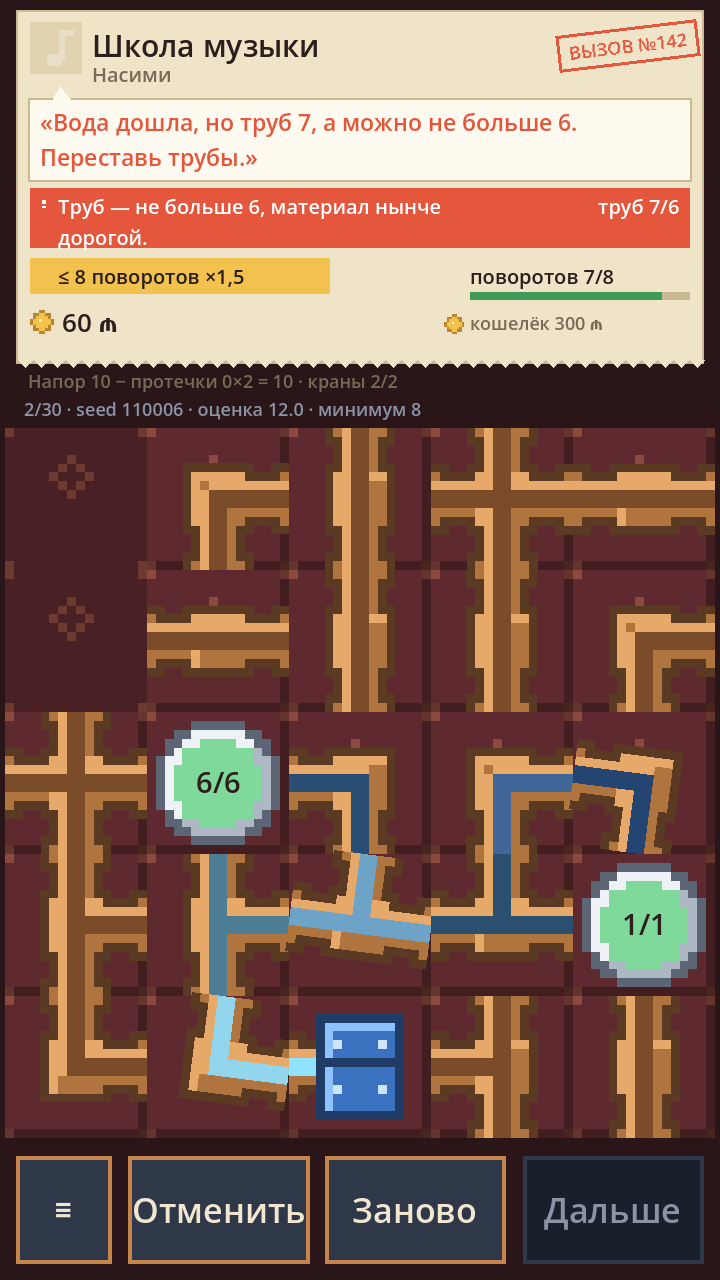 Школа музыки
Насими
ВЫЗОВ №142
«Вода дошла, но труб 7, а можно не больше 6.
Переставь трубы.»
Труб — не больше 6, материал нынче
дорогой.
труб 7/6
≤ 8 поворотов ×1,5
поворотов 7/8
60 ₼
кошелёк 300 ₼
Напор 10 − протечки 0×2 = 10 · краны 2/2
2/30 · seed 110006 · оценка 12.0 · минимум 8
6/6
1/1
≡
Отменить
Заново
Дальше